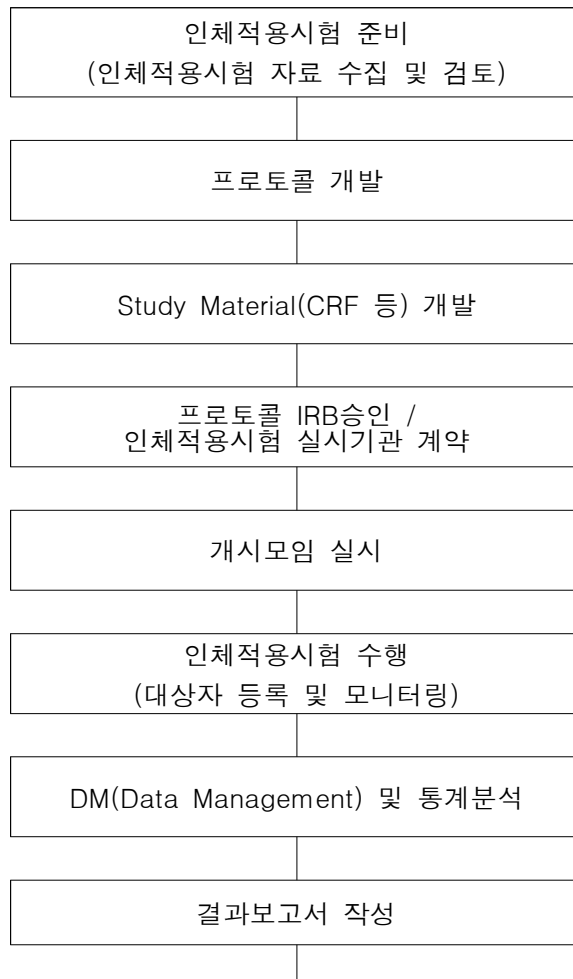 인체적용시험 준비
(인체적용시험 자료 수집 및 검토)
프로토콜 개발
Study Material(CRF 등) 개발
프로토콜 IRB승인 /
인체적용시험 실시기관 계약
개시모임 실시
인체적용시험 수행
(대상자 등록 및 모니터링)
DM(Data Management) 및 통계분석
결과보고서 작성